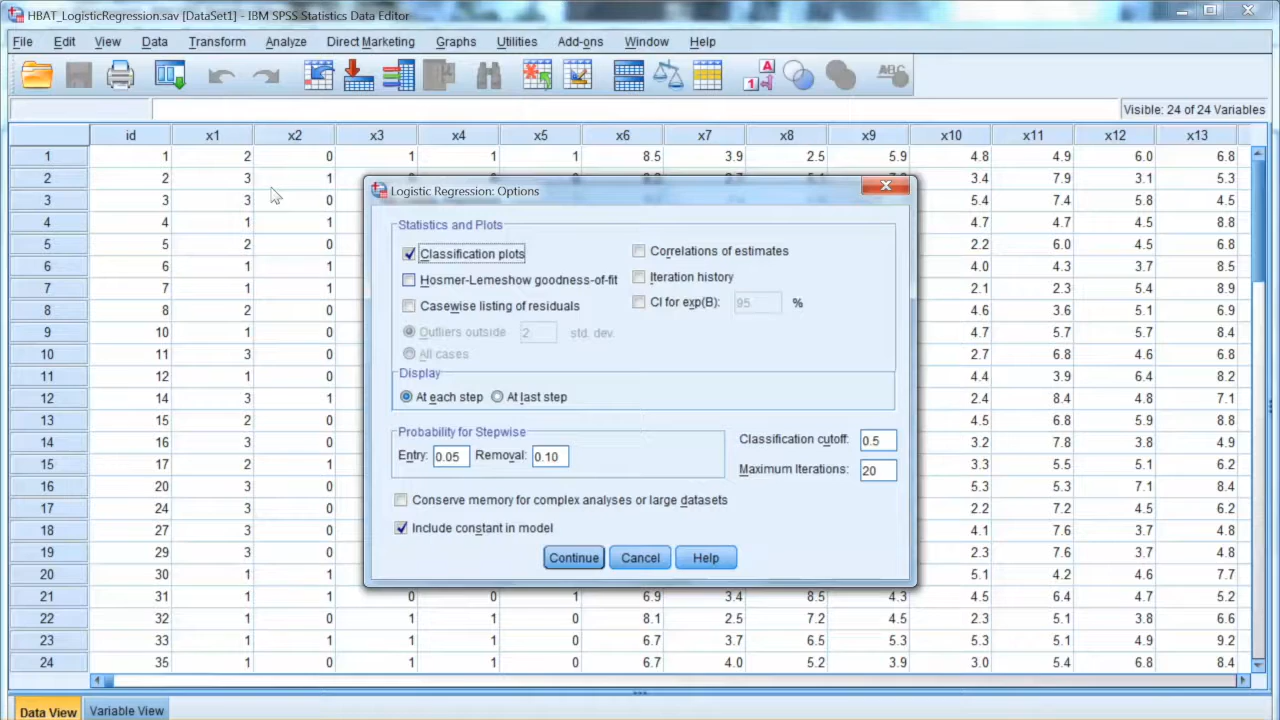 HBAT_LogisticRegression.sav [DataSet1] - IBM SPSS Statistics Data Editor
File Edit View Data Transform Analyze Direct Marketing Graphs Utilities Add-ons Window Help
Visible: 24 of 24 Variables
id x1 x2 x3 x4 x5 x6 x7 x8 x9 x10 x11 x12 x13
1 1 2 0 1 1 1 8.5 3.9 2.5 5.9 4.8 4.9 6.0 6.8
2 2 3 1 3.4 7.9 3.1 5.3
3 3 3 0 5.4 7.4 5.8 4.5
4 4 1 1 4.7 4.7 4.5 8.8
5 5 2 0 2.2 6.0 4.5 6.8
6 6 1 1 4.0 4.3 3.7 8.5
7 7 1 1 2.1 2.3 5.4 8.9
8 8 2 0 4.6 3.6 5.1 6.9
9 10 1 0 4.7 5.7 5.7 8.4
10 11 3 0 2.7 6.8 4.6 6.8
11 12 1 0 4.4 3.9 6.4 8.2
12 14 3 1 2.4 8.4 4.8 7.1
13 15 2 0 4.5 6.8 5.9 8.8
14 16 3 0 3.2 7.8 3.8 4.9
15 17 2 1 3.3 5.5 5.1 6.2
16 20 3 0 5.3 5.3 7.1 8.4
17 24 3 0 2.2 7.2 4.5 6.2
18 27 3 0 4.1 7.6 3.7 4.8
19 29 3 0 2.3 7.6 3.7 4.8
20 30 1 1 5.1 4.2 4.6 7.7
21 31 1 1 0 0 1 6.9 3.4 8.5 4.3 4.5 6.4 4.7 5.2
22 32 1 0 1 1 0 8.1 2.5 7.2 4.5 2.3 5.1 3.8 6.6
23 33 1 1 1 1 0 6.7 3.7 6.5 5.3 5.3 5.1 4.9 9.2
24 35 1 0 1 1 0 6.7 4.0 5.2 3.9 3.0 5.4 6.8 8.4
Logistic Regression: Options
Statistics and Plots
Classification plots Correlations of estimates
Hosmer-Lemeshow goodness-of-fit Iteration history
Casewise listing of residuals CI for exp(B): 95 %
Outliers outside 2 std. dev.
All cases
Display
At each step At last step
Probability for Stepwise
Entry: 0.05 Removal: 0.10
Classification cutoff: 0.5
Maximum Iterations: 20
Conserve memory for complex analyses or large datasets
Include constant in model
Continue Cancel Help
Data View Variable View